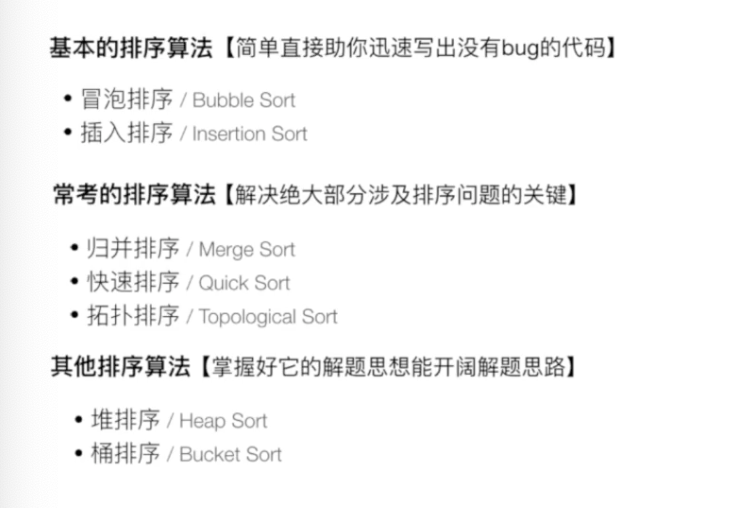 基本的排序算法【简单直接助你迅速写出没有bug的代码】
• 冒泡排序 / Bubble Sort
• 插入排序 / Insertion Sort
常考的排序算法【解决绝大部分涉及排序问题的关键】
• 归并排序 / Merge Sort
• 快速排序 / Quick Sort
• 拓扑排序 / Topological Sort
其他排序算法【掌握好它的解题思想能开阔解题思路】
• 堆排序 / Heap Sort
• 桶排序 / Bucket Sort